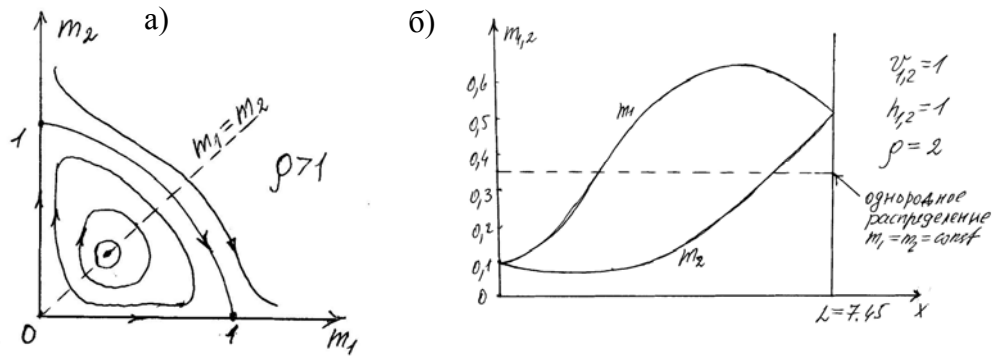 а)
m₂
1
m₁=m₂
ρ>1
0
1
m₁
б)
m₁,₂
0,6
0,5
0,4
0,3
0,2
0,1
0
m₁
m₂
L=7.45
x
v₁,₂=1
h₁,₂=1
ρ=2
однородное
распределение
m₁=m₂=const